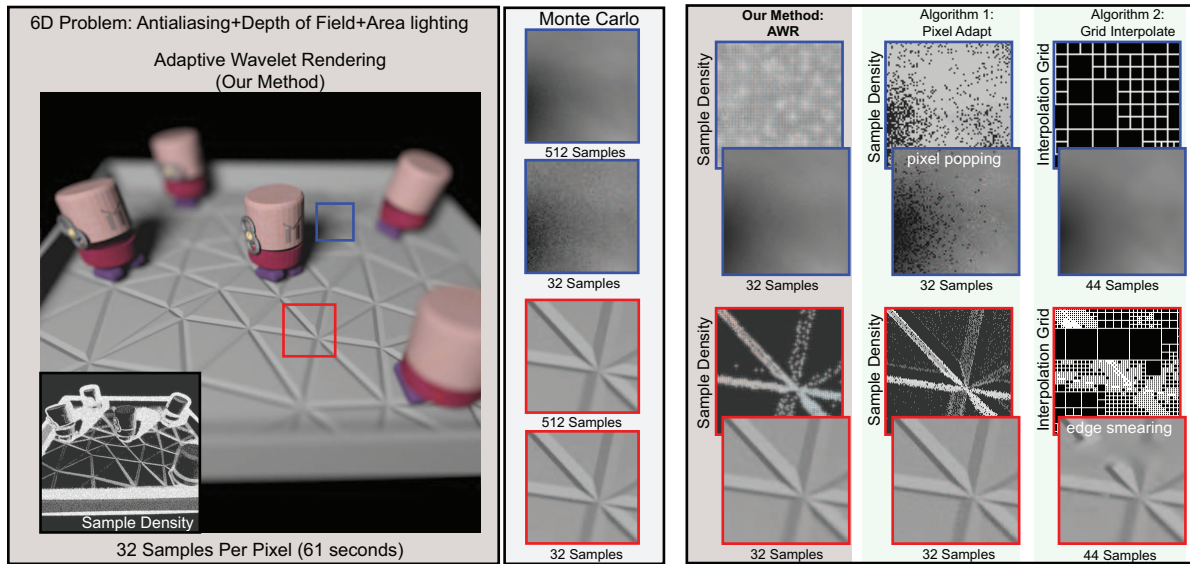 6D Problem: Antialiasing+Depth of Field+Area lighting
Adaptive Wavelet Rendering
(Our Method)
Sample Density
32 Samples Per Pixel (61 seconds)
Monte Carlo
512 Samples
32 Samples
512 Samples
32 Samples
Our Method:
AWR
Algorithm 1:
Pixel Adapt
Algorithm 2:
Grid Interpolate
Sample Density
Sample Density
pixel popping
Interpolation Grid
32 Samples
32 Samples
44 Samples
Sample Density
Sample Density
Interpolation Grid
edge smearing
32 Samples
32 Samples
44 Samples